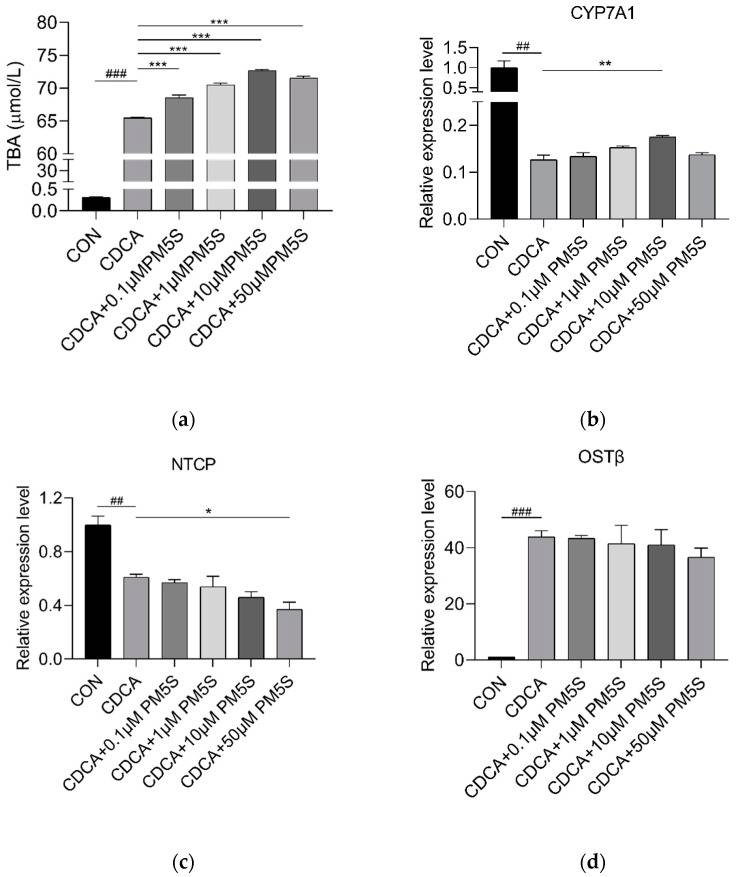 TBA (μmol/L)
80
75
70
65
60
30
0.5
0.0
###
***
***
***
***
CON
CDCA
CDCA+0.1μMPM5S
CDCA+1μMPM5S
CDCA+10μMPM5S
CDCA+50μMPM5S
(a)
CYP7A1
Relative expression level
1.5
1.0
0.5
0.2
0.1
0.0
##
**
CON
CDCA
CDCA+0.1μM PM5S
CDCA+1μM PM5S
CDCA+10μM PM5S
CDCA+50μM PM5S
(b)
NTCP
Relative expression level
1.2
0.8
0.4
0.0
##
*
CON
CDCA
CDCA+0.1μM PM5S
CDCA+1μM PM5S
CDCA+10μM PM5S
CDCA+50μM PM5S
(c)
OSTβ
Relative expression level
60
40
20
0
###
CON
CDCA
CDCA+0.1μM PM5S
CDCA+1μM PM5S
CDCA+10μM PM5S
CDCA+50μM PM5S
(d)